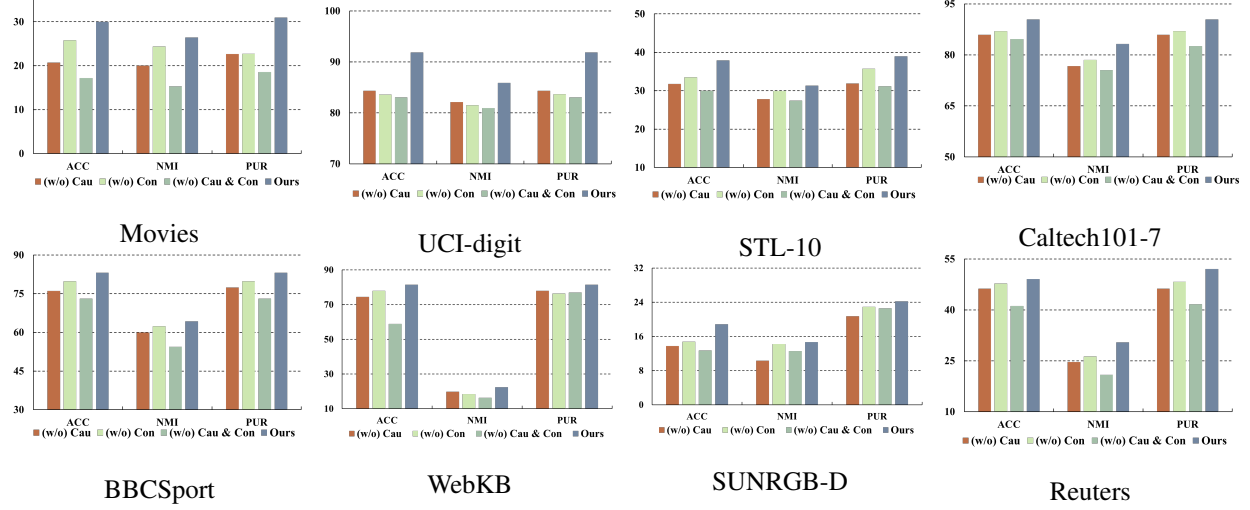 30
20
10
0
ACC NMI PUR
(w/o) Cau (w/o) Con (w/o) Cau & Con Ours
Movies
100
90
80
70
ACC NMI PUR
(w/o) Cau (w/o) Con (w/o) Cau & Con Ours
UCI-digit
50
40
30
20
10
ACC NMI PUR
(w/o) Cau (w/o) Con (w/o) Cau & Con Ours
STL-10
95
80
65
50
ACC NMI PUR
(w/o) Cau (w/o) Con (w/o) Cau & Con Ours
Caltech101-7
90
75
60
45
30
ACC NMI PUR
(w/o) Cau (w/o) Con (w/o) Cau & Con Ours
BBCSport
90
70
50
30
10
ACC NMI PUR
(w/o) Cau (w/o) Con (w/o) Cau & Con Ours
WebKB
32
24
16
8
0
ACC NMI PUR
(w/o) Cau (w/o) Con (w/o) Cau & Con Ours
SUNRGB-D
55
40
25
10
ACC NMI PUR
(w/o) Cau (w/o) Con (w/o) Cau & Con Ours
Reuters